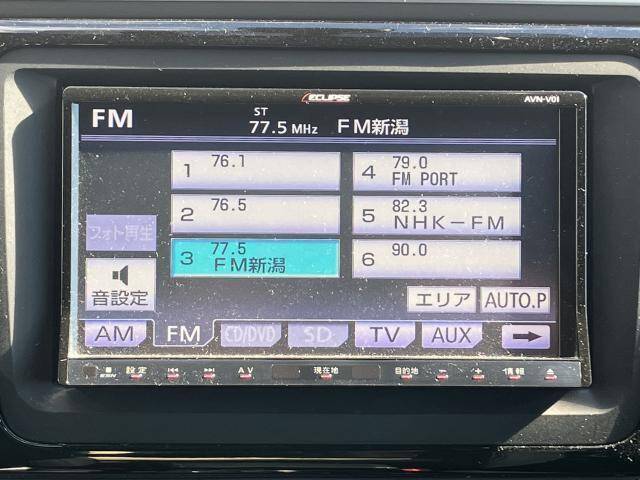 ECLIPSE
AVN-V01
FM
ST
77.5 MHz FM新潟
1 76.1
4 79.0
FM PORT
2 76.5
5 82.3
NHK-FM
3 77.5
FM新潟
6 90.0
フォト再生
音設定
エリア AUTO.P
AM FM CD/DVD SD TV AUX
設定 AV 現在地 目的地 − + 情報